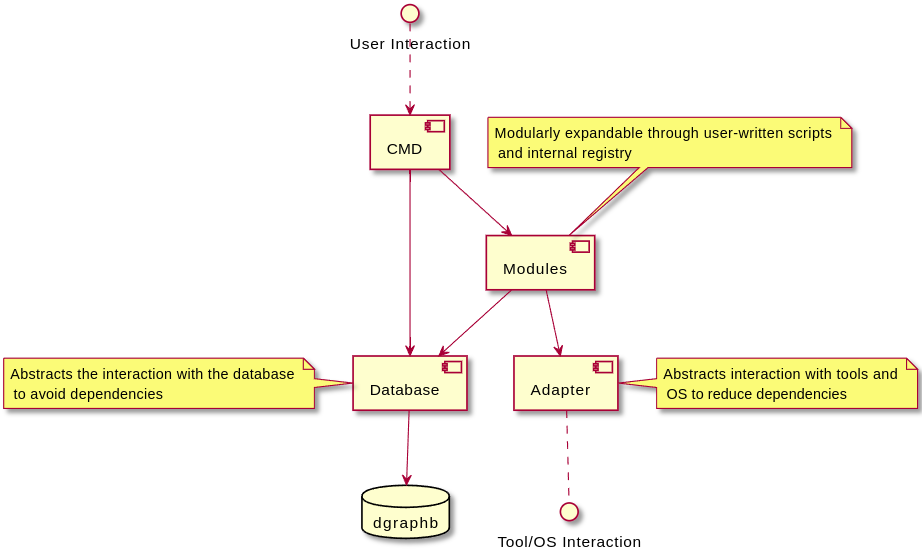 User Interaction
CMD
Modularly expandable through user-written scripts
and internal registry
Modules
Abstracts the interaction with the database
to avoid dependencies
Database
Adapter
Abstracts interaction with tools and
OS to reduce dependencies
dgraphb
Tool/OS Interaction